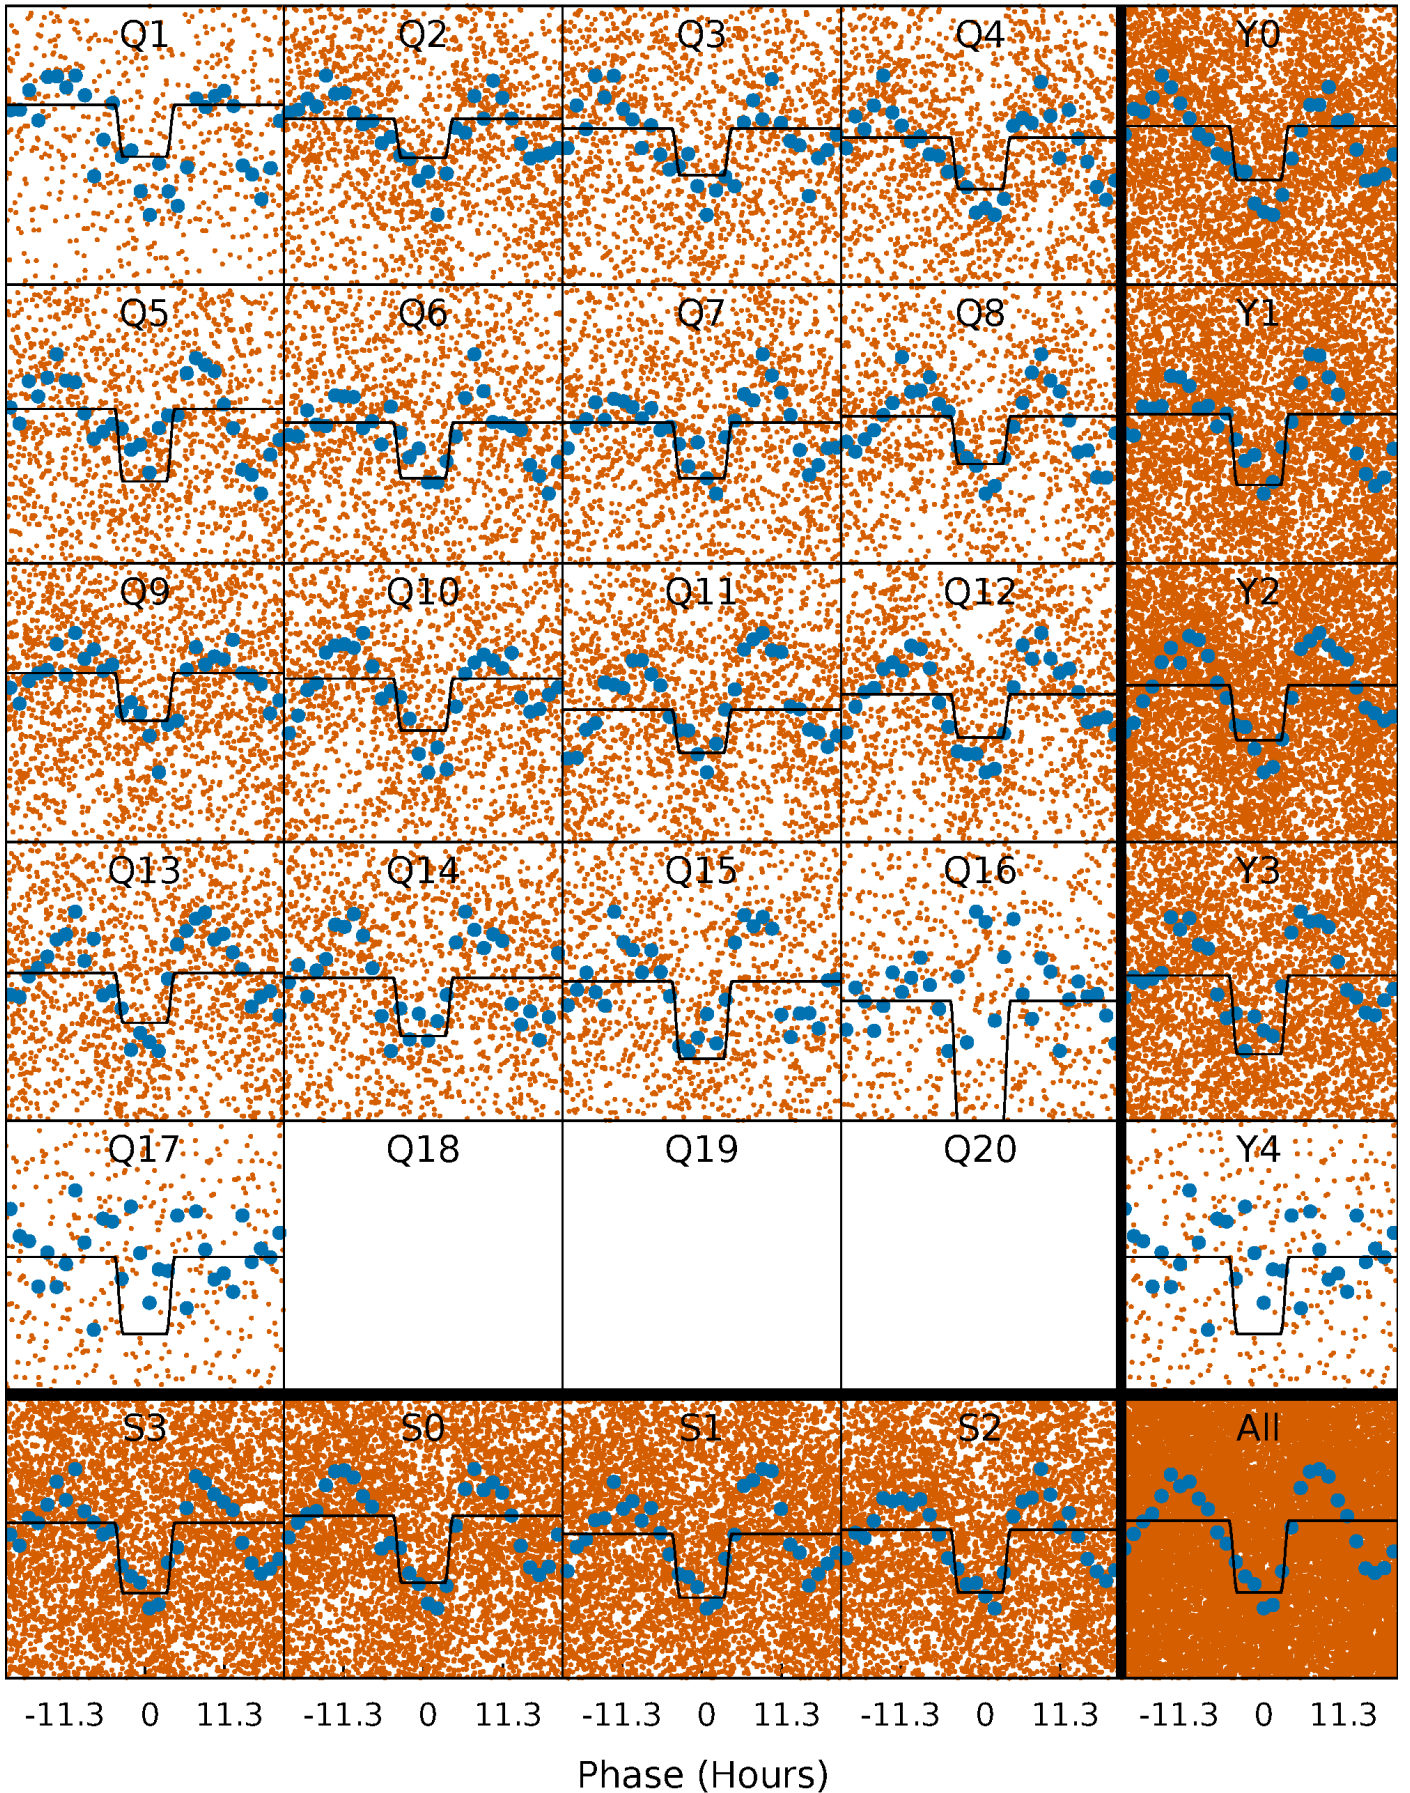 Q1 Q2 Q3 Q4 Y0
Q5 Q6 Q7 Q8 Y1
Q9 Q10 Q11 Q12 Y2
Q13 Q14 Q15 Q16 Y3
Q17 Q18 Q19 Q20 Y4
S3 S0 S1 S2 All
-11.3 0 11.3 -11.3 0 11.3 -11.3 0 11.3 -11.3 0 11.3 -11.3 0 11.3
Phase (Hours)